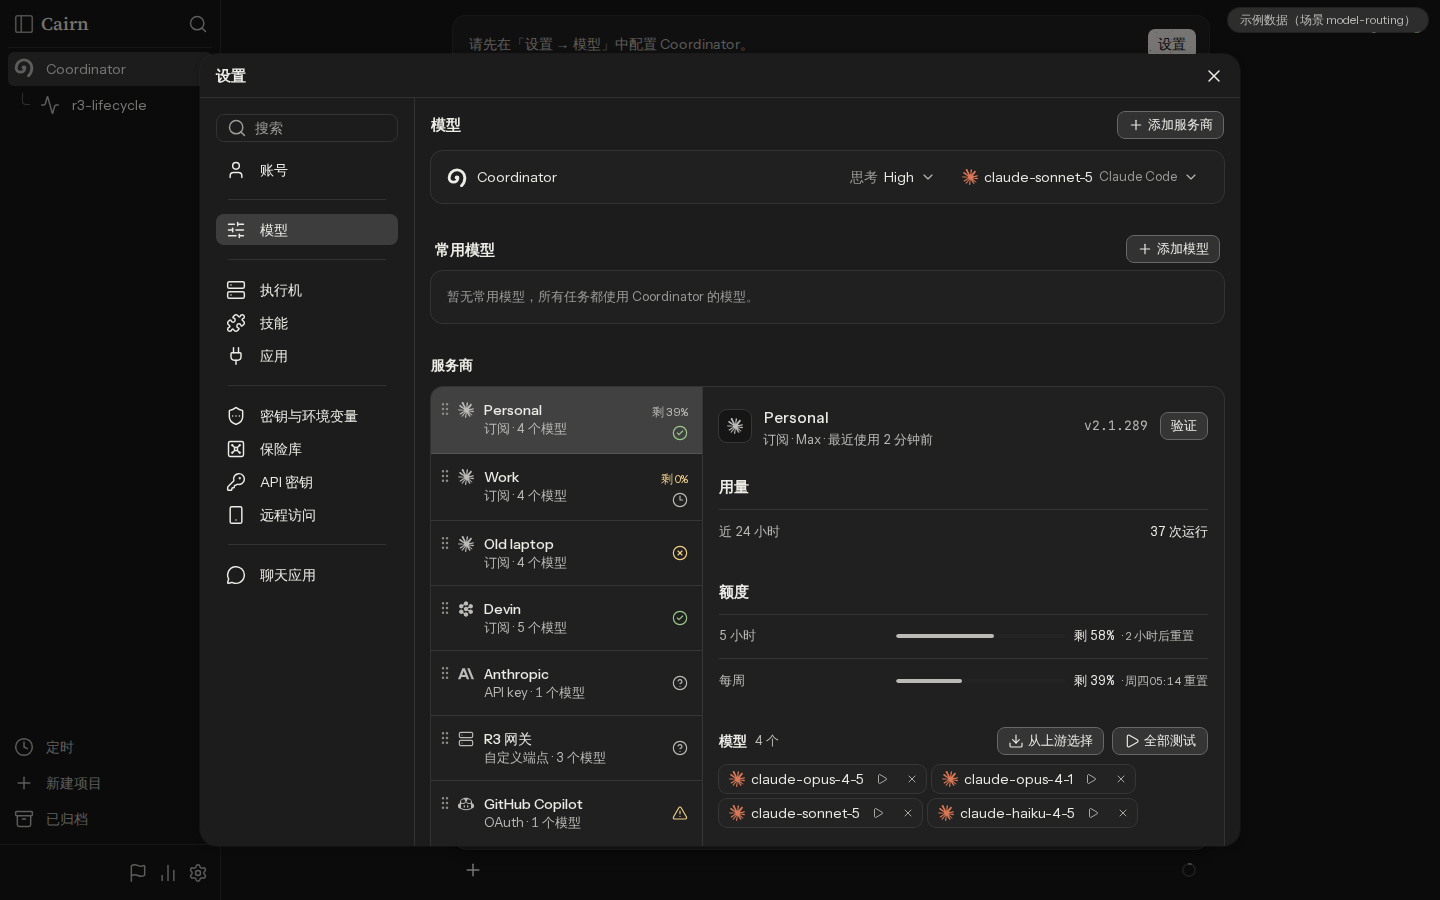 Cairn
示例数据（场景 model-routing）
请先在「设置 → 模型」中配置 Coordinator。
设置
Coordinator
r3-lifecycle
定时
新建项目
已归档
设置
搜索
账号
模型
执行机
技能
应用
密钥与环境变量
保险库
API 密钥
远程访问
聊天应用
模型
添加服务商
Coordinator
思考 High
claude-sonnet-5 Claude Code
常用模型
添加模型
暂无常用模型，所有任务都使用 Coordinator 的模型。
服务商
Personal
剩 39%
订阅 · 4 个模型
Work
剩 0%
订阅 · 4 个模型
Old laptop
订阅 · 4 个模型
Devin
订阅 · 5 个模型
Anthropic
API key · 1 个模型
R3 网关
自定义端点 · 3 个模型
GitHub Copilot
OAuth · 1 个模型
Personal
订阅 · Max · 最近使用 2 分钟前
v2.1.289
验证
用量
近 24 小时
37 次运行
额度
5 小时
剩 58% · 2 小时后重置
每周
剩 39% · 周四05:14 重置
模型 4 个
从上游选择
全部测试
claude-opus-4-5
claude-opus-4-1
claude-sonnet-5
claude-haiku-4-5